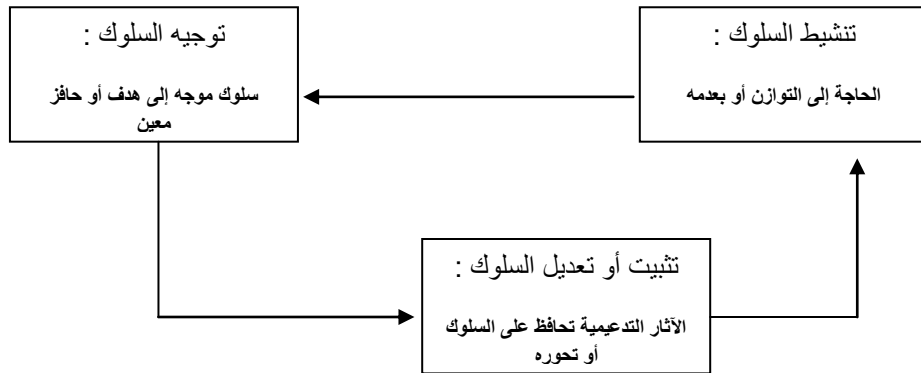 تنشيط السلوك :
الحاجة إلى التوازن أو بعدمه
توجيه السلوك :
سلوك موجه إلى هدف أو حافز
معين
تثبيت أو تعديل السلوك :
الآثار التدعيمية تحافظ على السلوك
أو تحوره